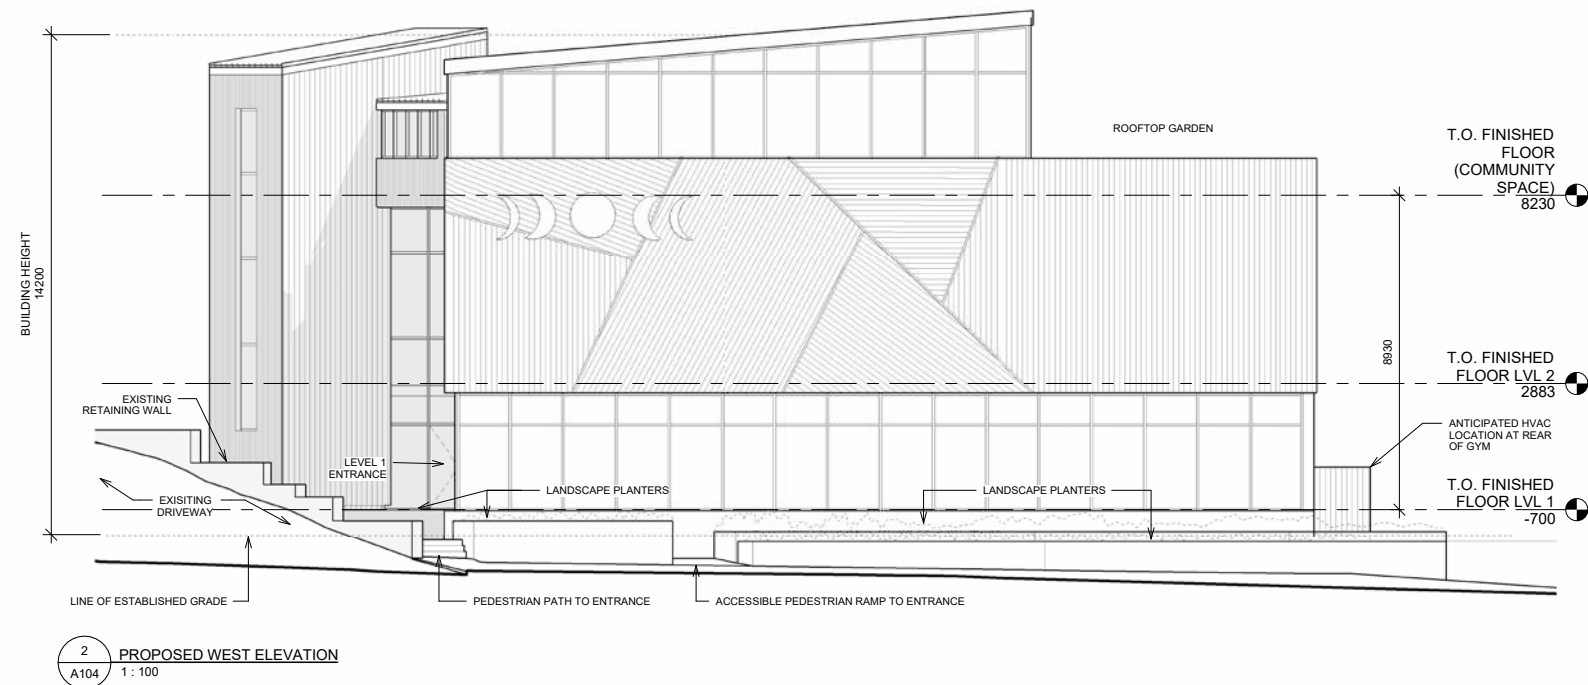 ROOFTOP GARDEN
T.O. FINISHED
FLOOR
(COMMUNITY
SPACE)
8230
BUILDING HEIGHT
14200
8930
T.O. FINISHED
FLOOR LVL 2
2883
EXISTING
RETAINING WALL
ANTICIPATED HVAC
LOCATION AT REAR
OF GYM
LEVEL 1
ENTRANCE
LANDSCAPE PLANTERS
LANDSCAPE PLANTERS
T.O. FINISHED
FLOOR LVL 1
-700
EXISITING
DRIVEWAY
LINE OF ESTABLISHED GRADE
PEDESTRIAN PATH TO ENTRANCE
ACCESSIBLE PEDESTRIAN RAMP TO ENTRANCE
2
A104
PROPOSED WEST ELEVATION
1 : 100